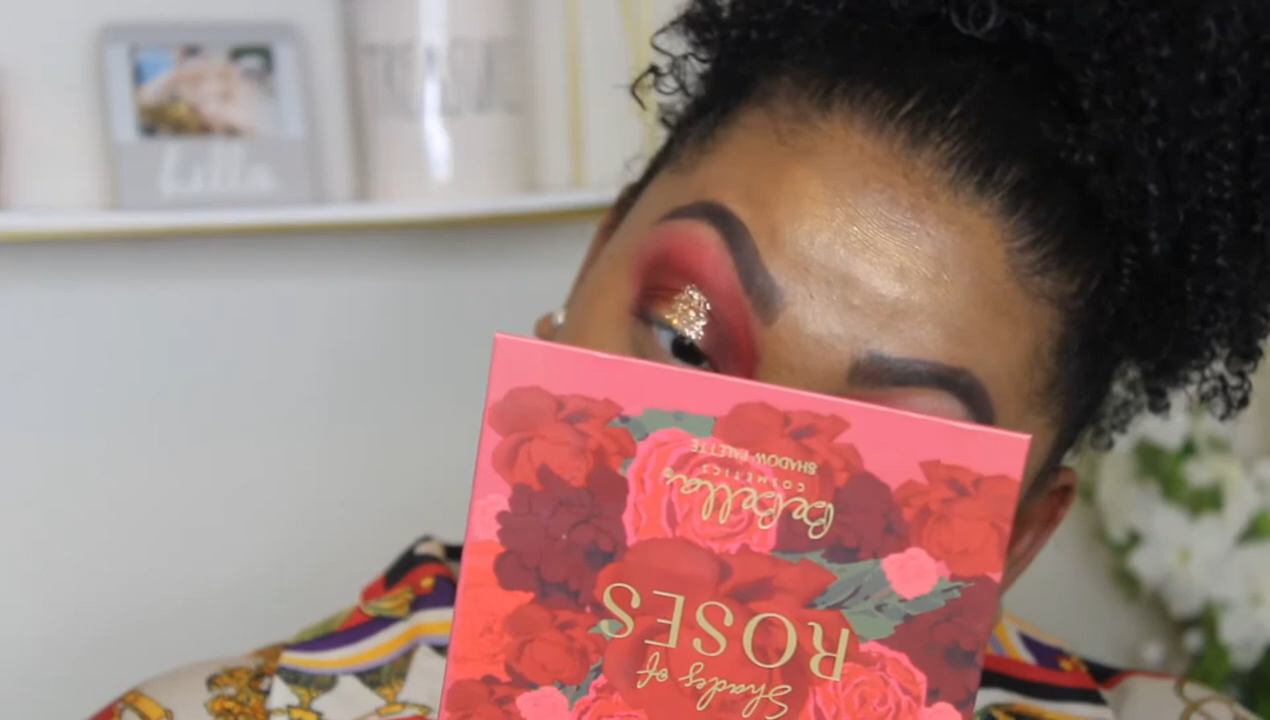 hello
Shades of
ROSES
BeBella
COSMETICS
SHADOW PALETTE